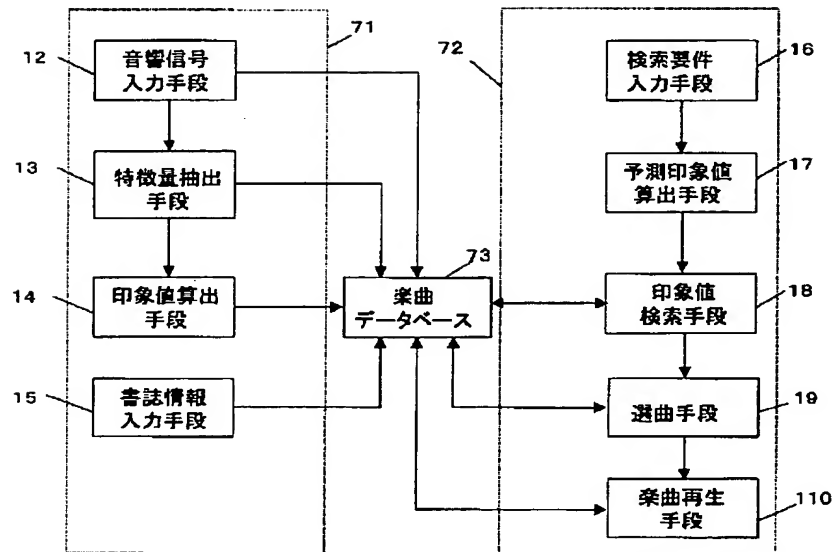 71
12
音響信号
入力手段
13
特徴量抽出
手段
14
印象値算出
手段
15
書誌情報
入力手段
73
楽曲
データベース
72
検索要件
入力手段
16
予測印象値
算出手段
17
印象値
検索手段
18
選曲手段
19
楽曲再生
手段
110